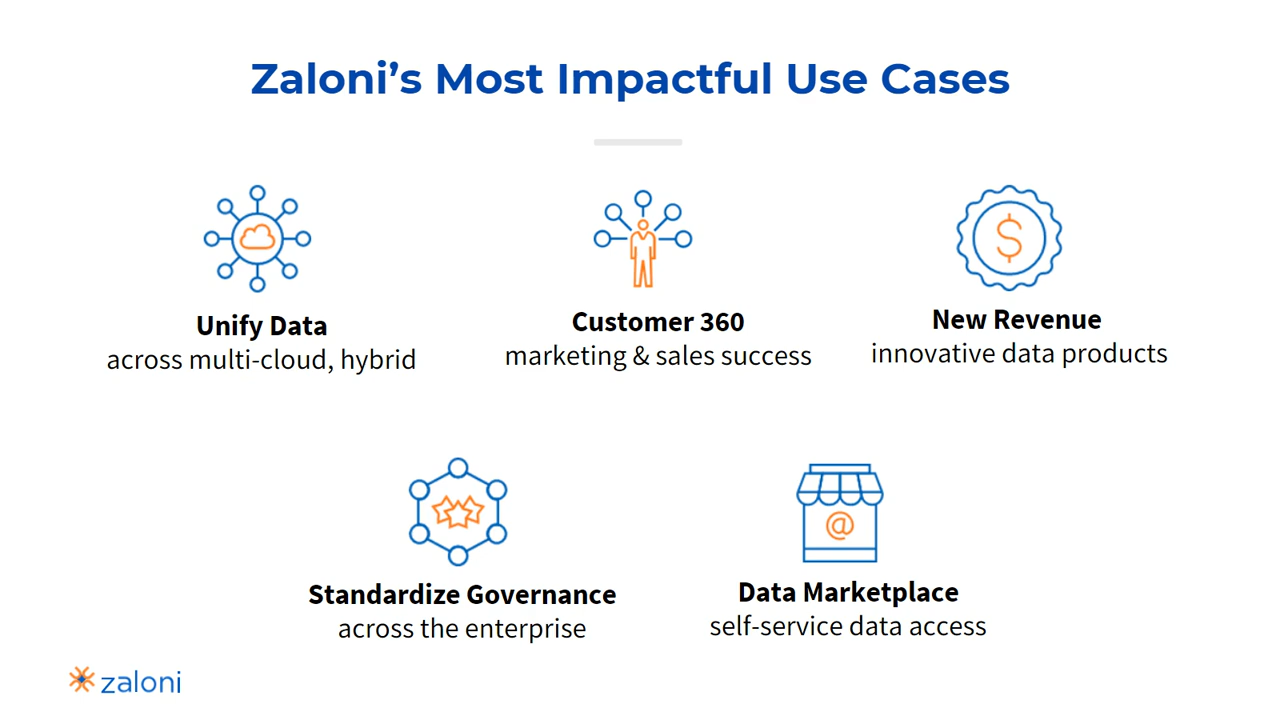 Zaloni’s Most Impactful Use Cases
Unify Data
across multi-cloud, hybrid
Customer 360
marketing & sales success
$
New Revenue
innovative data products
Standardize Governance
across the enterprise
@
Data Marketplace
self-service data access
zaloni